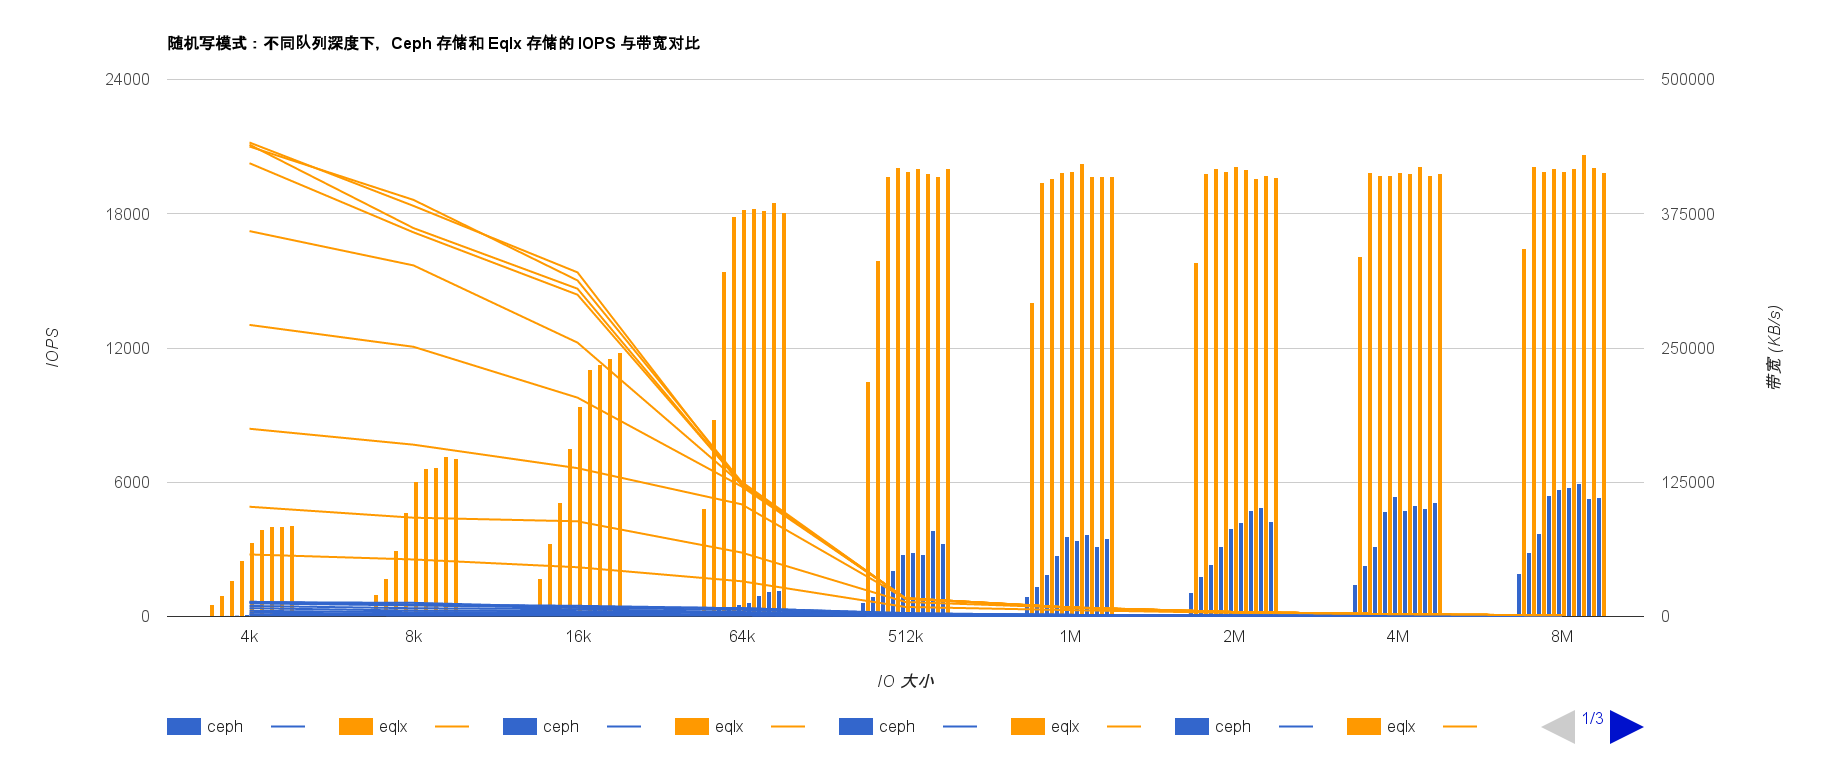 随机写模式：不同队列深度下，Ceph 存储和 Eqlx 存储的 IOPS 与带宽对比
24000
18000
12000
6000
0
500000
375000
250000
125000
0
IOPS
带宽 (KB/s)
4k 8k 16k 64k 512k 1M 2M 4M 8M
IO 大小
ceph eqlx ceph eqlx ceph eqlx ceph eqlx 1/3